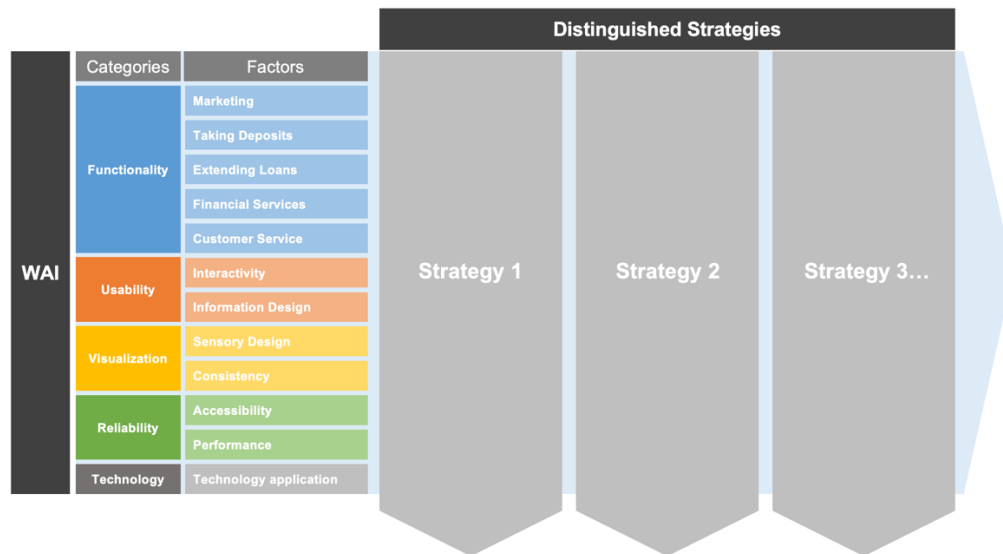 Distinguished Strategies
Categories
Factors
WAI
Functionality
Marketing
Taking Deposits
Extending Loans
Financial Services
Customer Service
Usability
Interactivity
Information Design
Visualization
Sensory Design
Consistency
Reliability
Accessibility
Performance
Technology
Technology application
Strategy 1
Strategy 2
Strategy 3...